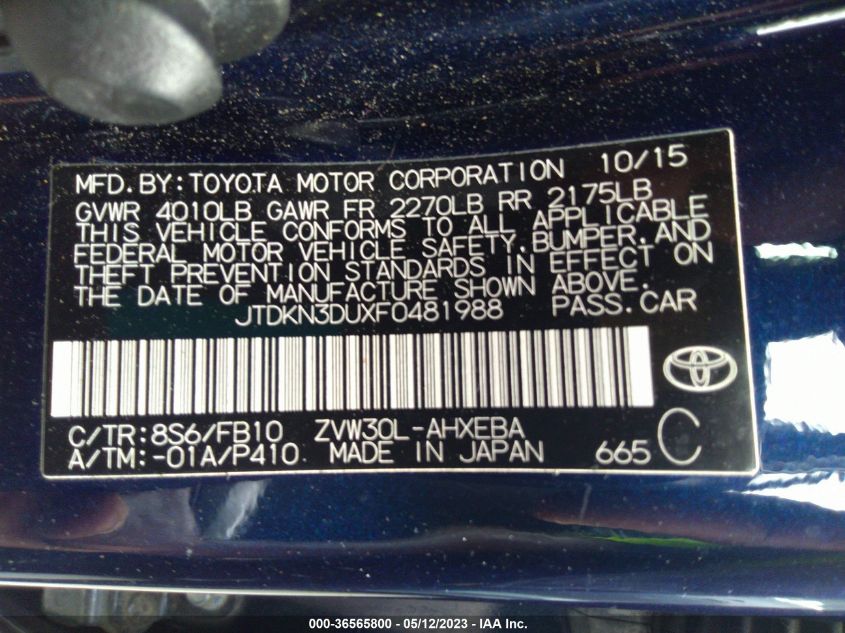 MFD.BY:TOYOTA MOTOR CORPORATION 10/15
GVWR 4010LB GAWR FR 2270LB RR 2175LB
THIS VEHICLE CONFORMS TO ALL APPLICABLE
FEDERAL MOTOR VEHICLE SAFETY,BUMPER,AND
THEFT PREVENTION STANDARDS IN EFFECT ON
THE DATE OF MANUFACTURE SHOWN ABOVE.
JTDKN3DUXF0481988 PASS.CAR
C/TR:8S6/FB10 ZVW30L-AHXEBA
A/TM:-01A/P410 MADE IN JAPAN 665 C
000-36565800 - 05/12/2023 - IAA Inc.